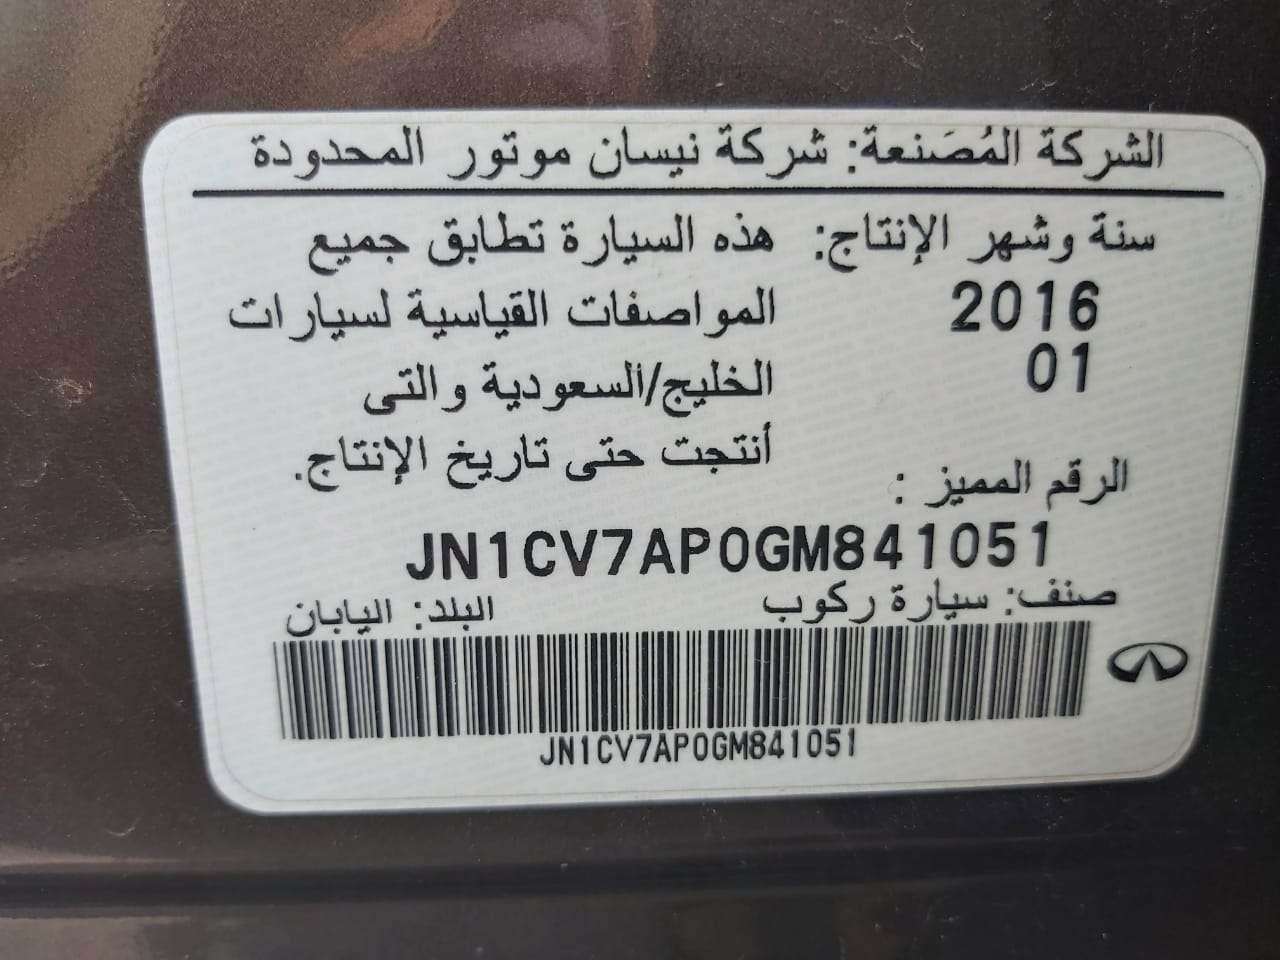 الشركة المُصَنعة: شركة نيسان موتور المحدودة
سنة وشهر الإنتاج:
2016
01
هذه السيارة تطابق جميع
المواصفات القياسية لسيارات
الخليج/السعودية والتى
أنتجت حتى تاريخ الإنتاج.
الرقم المميز :
JN1CV7AP0GM841051
صنف: سيارة ركوب
البلد: اليابان
JN1CV7AP0GM841051